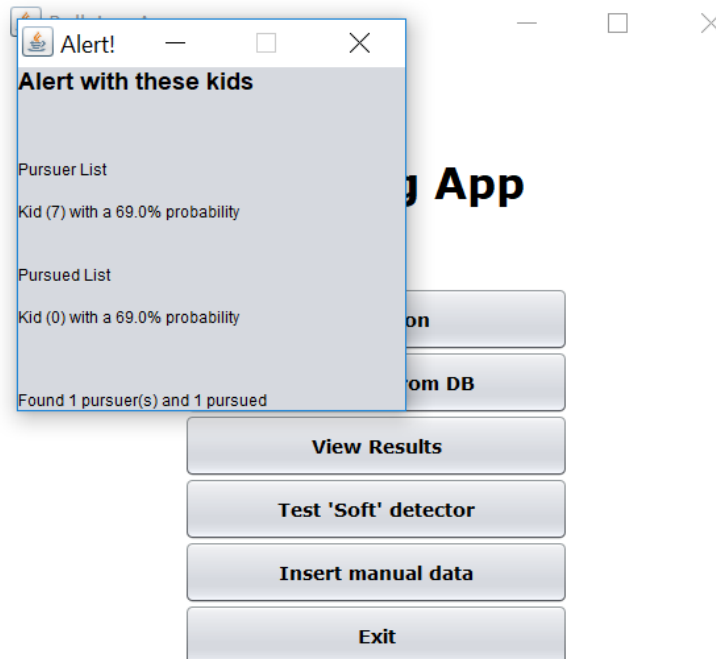 Alert!
Alert with these kids
Pursuer List
Kid (7) with a 69.0% probability
Pursued List
Kid (0) with a 69.0% probability
Found 1 pursuer(s) and 1 pursued
App
DB
View Results
Test 'Soft' detector
Insert manual data
Exit